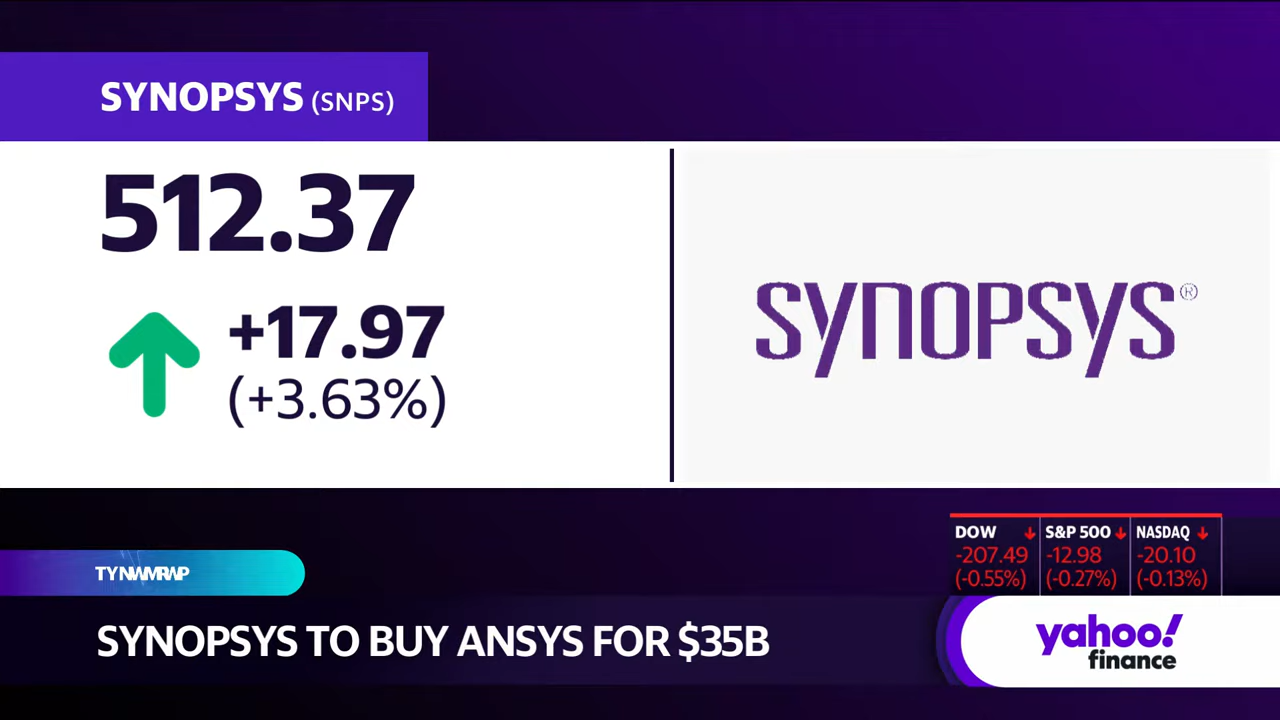 SYNOPSYS (SNPS)
512.37
+17.97
(+3.63%)
SYNOPSYS®
DOW
-207.49
(-0.55%)
S&P 500
-12.98
(-0.27%)
NASDAQ
-20.10
(-0.13%)
SYNOPSYS TO BUY ANSYS FOR $35B
yahoo!
finance